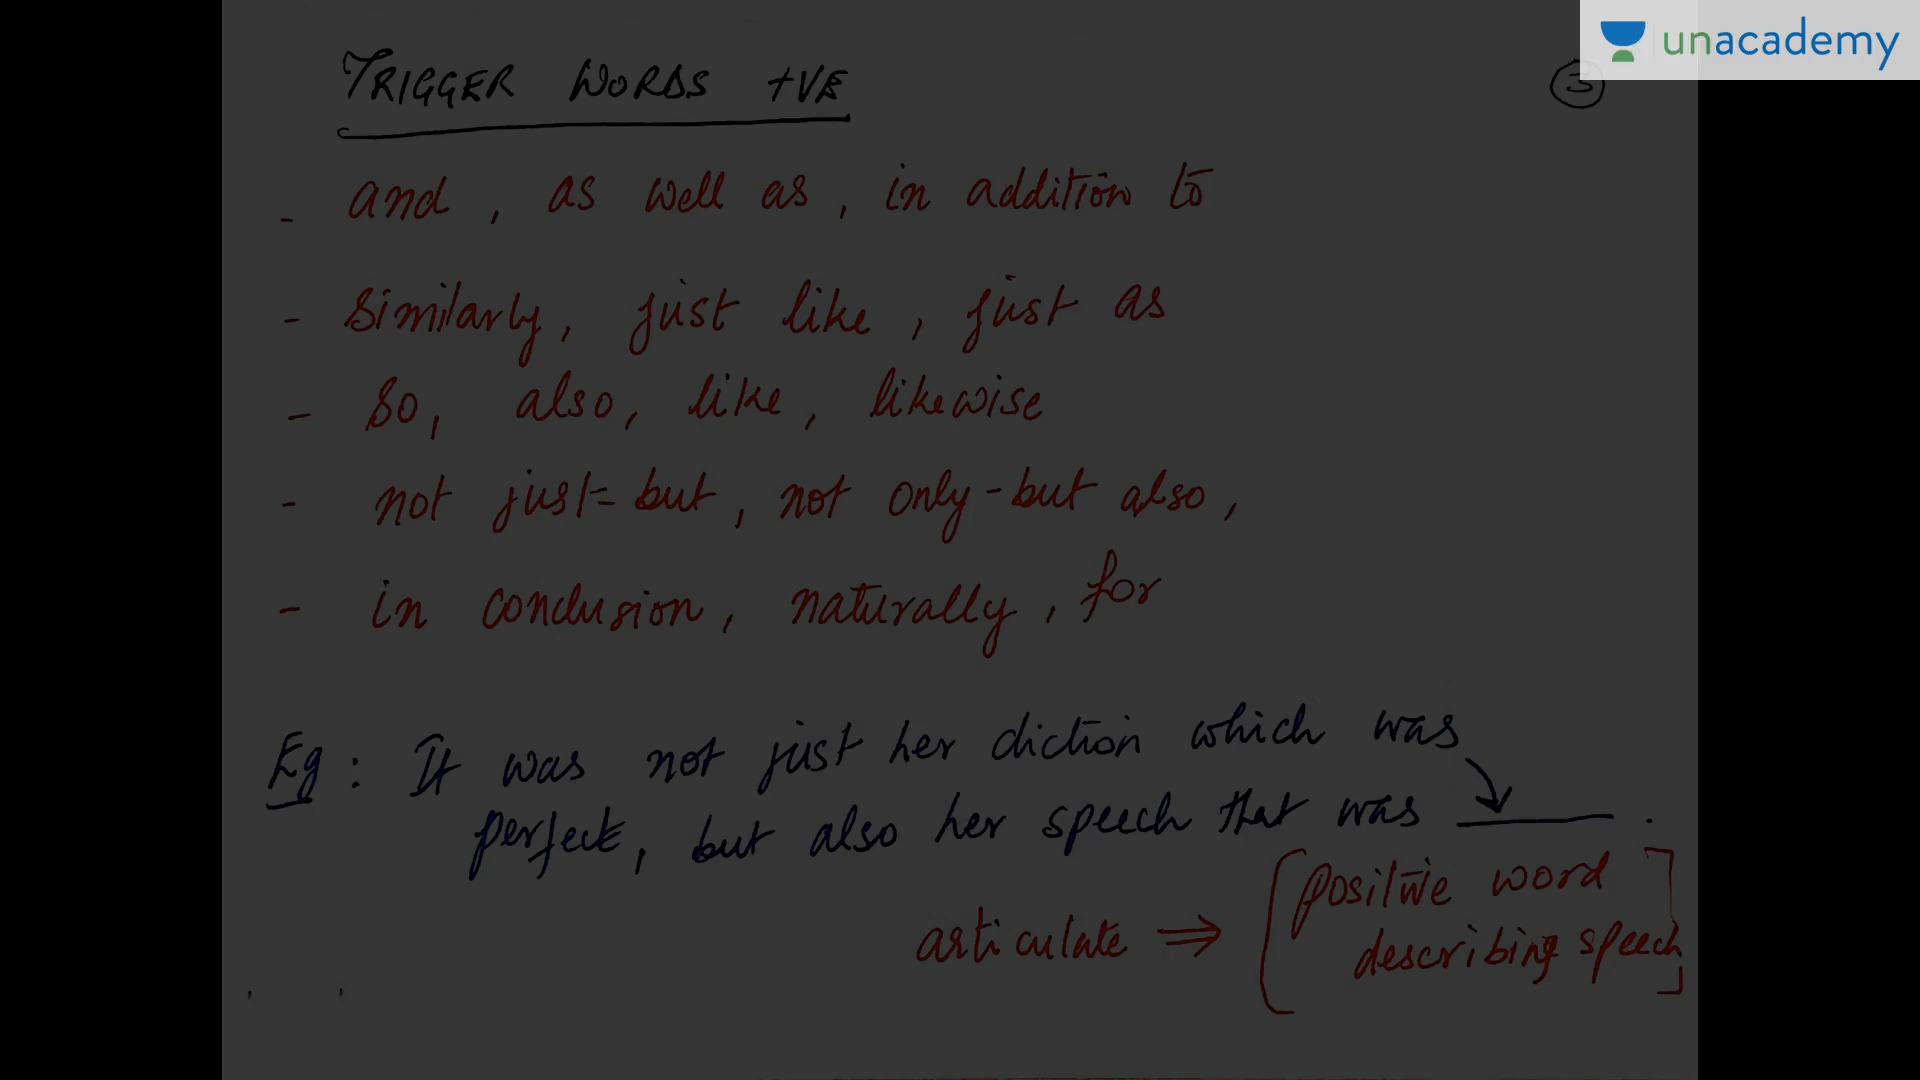 unacademy
TRIGGER WORDS +VE
3
- and, as well as, in addition to
- Similarly, just like, just as
- So, also, like, likewise
- not just - but, not only - but also,
- in conclusion, naturally, for
Eg: It was not just her diction which was
perfect, but also her speech that was ______.
[positive word
articulate ⇒ describing speech]